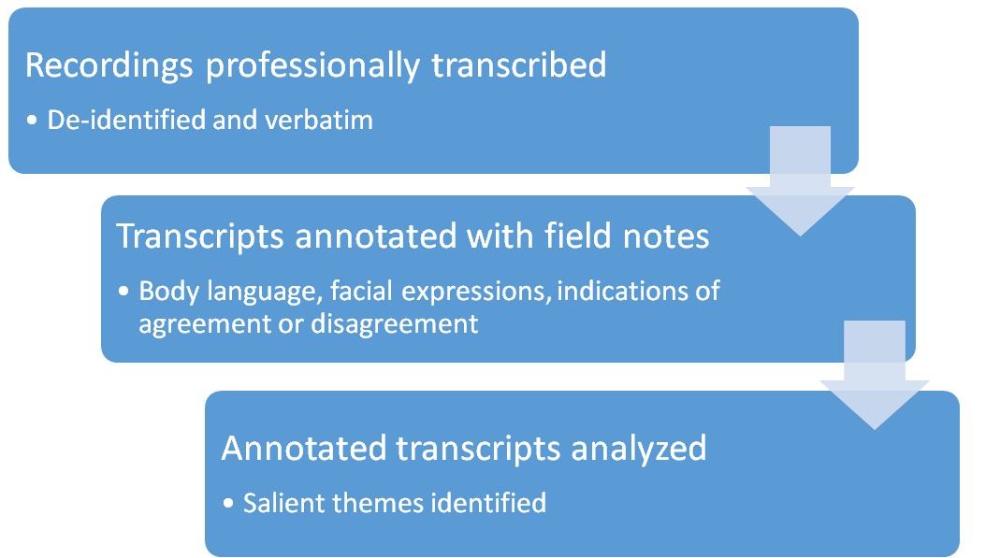 Recordings professionally transcribed
• De-identified and verbatim
Transcripts annotated with field notes
• Body language, facial expressions, indications of
agreement or disagreement
Annotated transcripts analyzed
• Salient themes identified